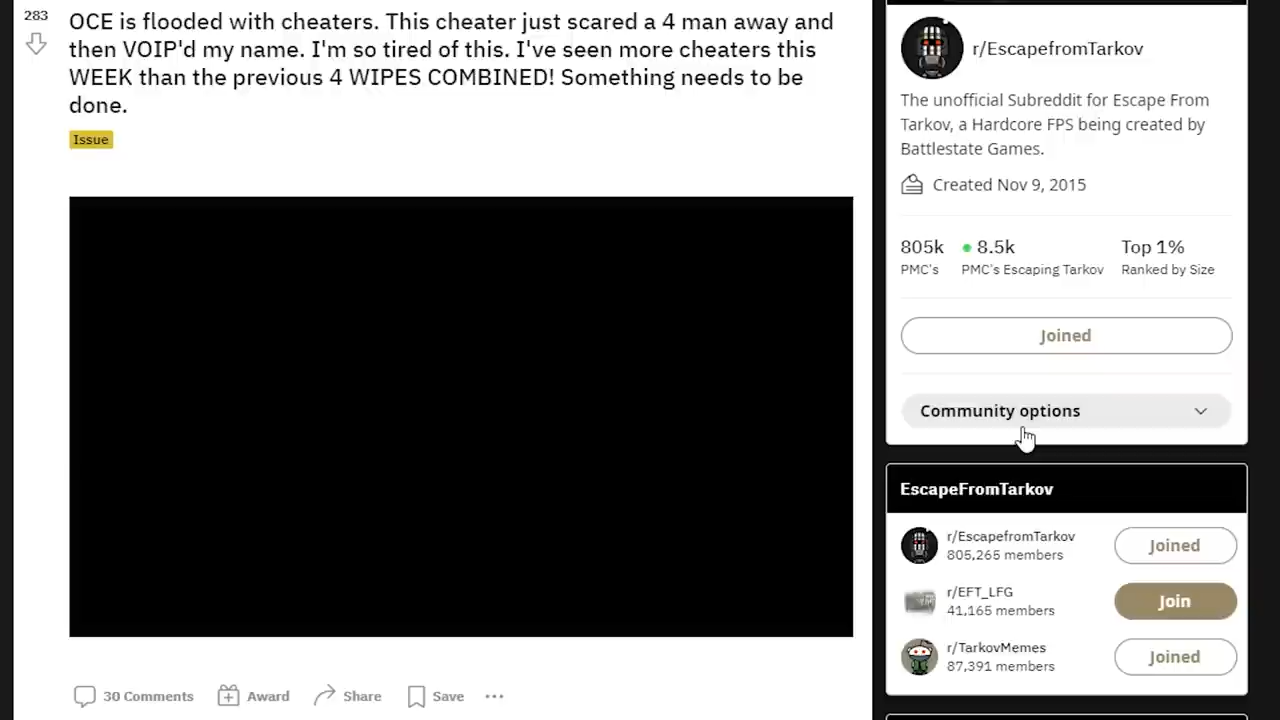 283
OCE is flooded with cheaters. This cheater just scared a 4 man away and
then VOIP'd my name. I'm so tired of this. I've seen more cheaters this
WEEK than the previous 4 WIPES COMBINED! Something needs to be
done.
Issue
30 Comments
Award
Share
Save
r/EscapefromTarkov
The unofficial Subreddit for Escape From
Tarkov, a Hardcore FPS being created by
Battlestate Games.
Created Nov 9, 2015
805k 8.5k Top 1%
PMC's PMC's Escaping Tarkov Ranked by Size
Joined
Community options
EscapeFromTarkov
r/EscapefromTarkov
805,265 members
Joined
r/EFT_LFG
41,165 members
Join
r/TarkovMemes
87,391 members
Joined